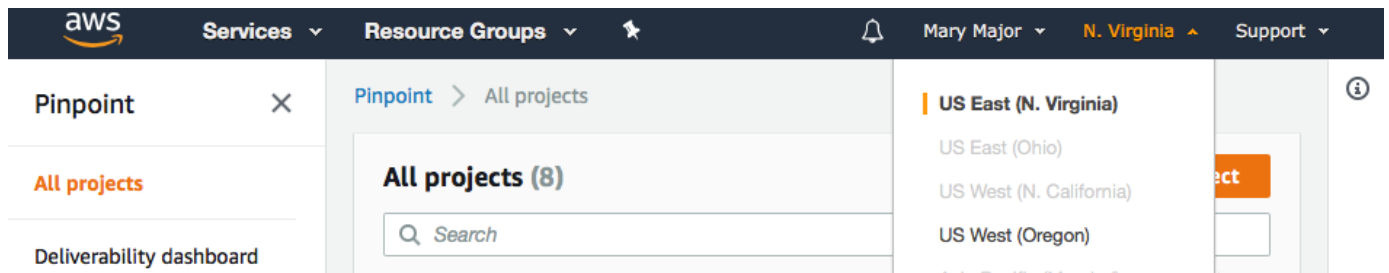 aws Services Resource Groups Mary Major N. Virginia Support
Pinpoint
Pinpoint > All projects
US East (N. Virginia)
US East (Ohio)
All projects
All projects (8)
US West (N. California)
Search
US West (Oregon)
Deliverability dashboard